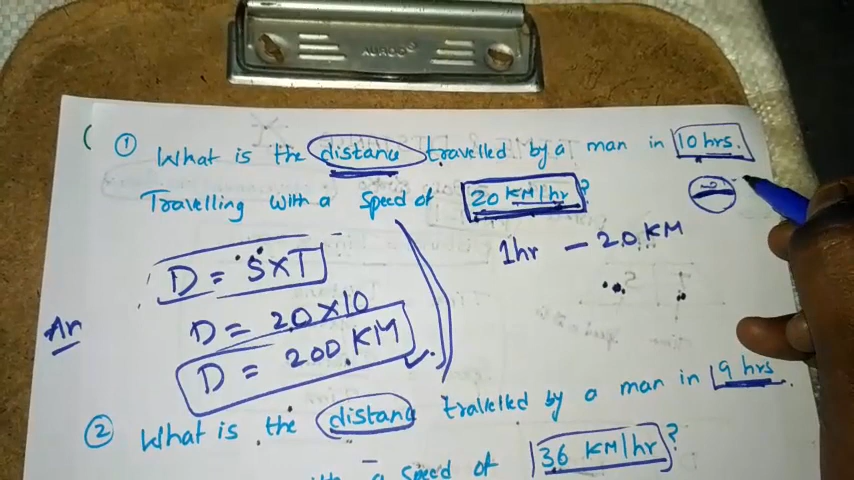 AUROO
① What is the distance travelled by a man in 10 hrs.
Travelling with a speed of 20 KM/hr?
1hr — 20 KM
D = S×T
Ar
D = 20×10
D = 200 KM
② What is the distance travelled by a man in 9 hrs
a speed of 36 KM/hr?